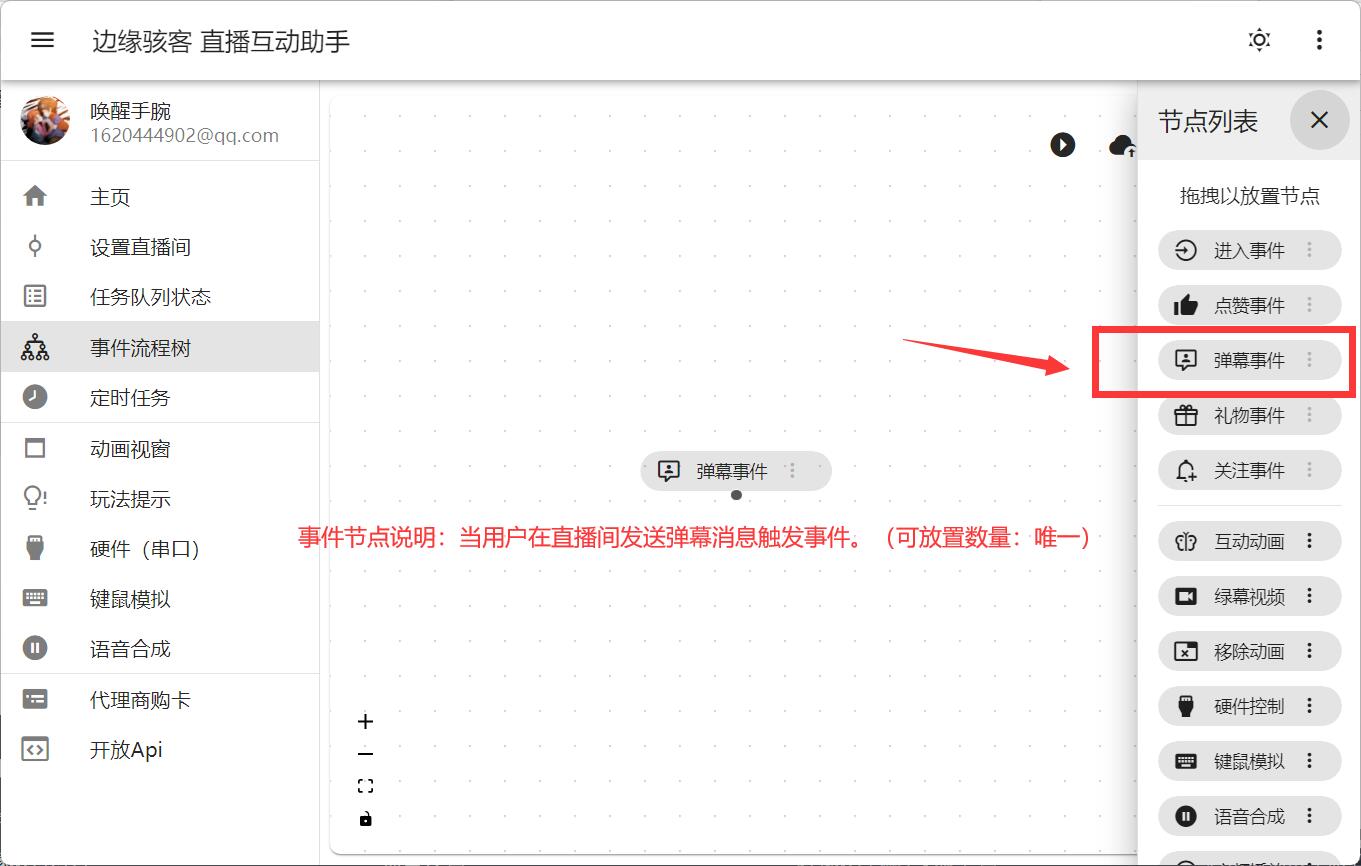 边缘骇客 直播互动助手
唤醒手腕
1620444902@qq.com
主页
设置直播间
任务队列状态
事件流程树
定时任务
动画视窗
玩法提示
硬件（串口）
键鼠模拟
语音合成
代理商购卡
开放Api
弹幕事件
事件节点说明：当用户在直播间发送弹幕消息触发事件。（可放置数量：唯一）
节点列表
拖拽以放置节点
进入事件
点赞事件
弹幕事件
礼物事件
关注事件
互动动画
绿幕视频
移除动画
硬件控制
键鼠模拟
语音合成